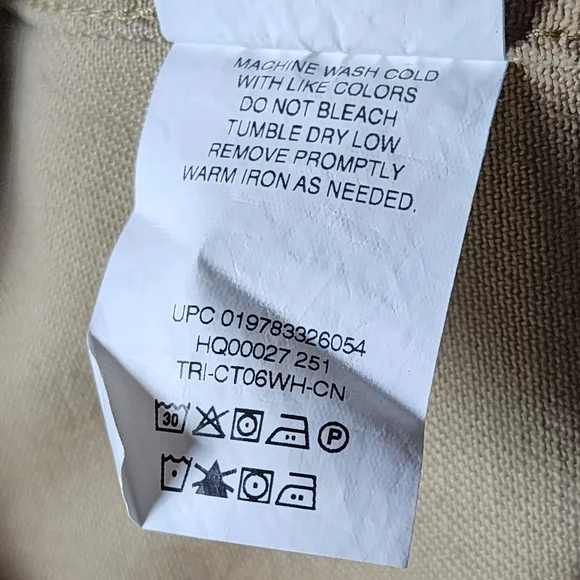 MACHINE WASH COLD
WITH LIKE COLORS
DO NOT BLEACH
TUMBLE DRY LOW
REMOVE PROMPTLY
WARM IRON AS NEEDED.
UPC 019783326054
HQ00027 251
TRI-CT06WH-CN
30 P